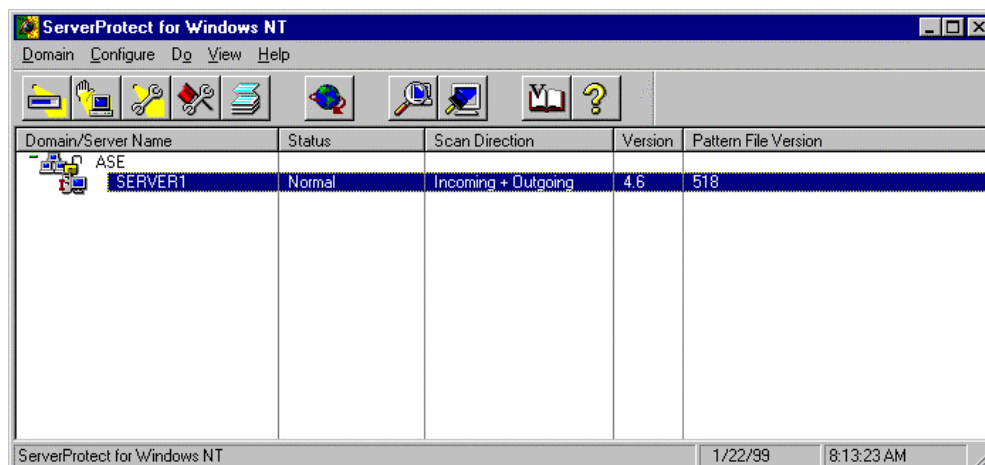 ServerProtect for Windows NT
Domain Configure Do View Help
V ?
Domain/Server Name Status Scan Direction Version Pattern File Version
ASE
SERVER1 Normal Incoming + Outgoing 4.6 518
ServerProtect for Windows NT 1/22/99 8:13:23 AM